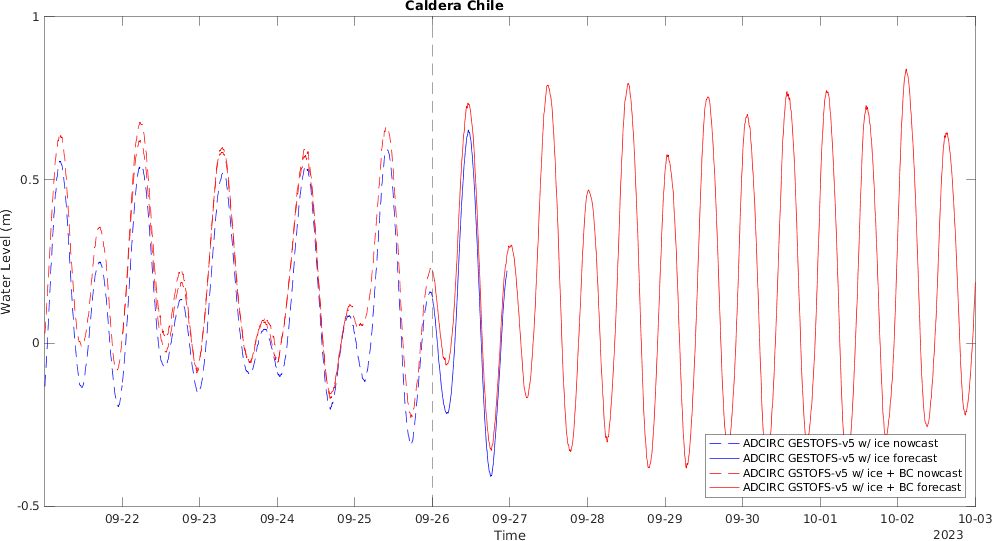 Caldera Chile
1
0.5
0
-0.5
Water Level (m)
ADCIRC GESTOFS-v5 w/ ice nowcast
ADCIRC GESTOFS-v5 w/ ice forecast
ADCIRC GSTOFS-v5 w/ ice + BC nowcast
ADCIRC GSTOFS-v5 w/ ice + BC forecast
09-22 09-23 09-24 09-25 09-26 09-27 09-28 09-29 09-30 10-01 10-02 10-03
Time
2023